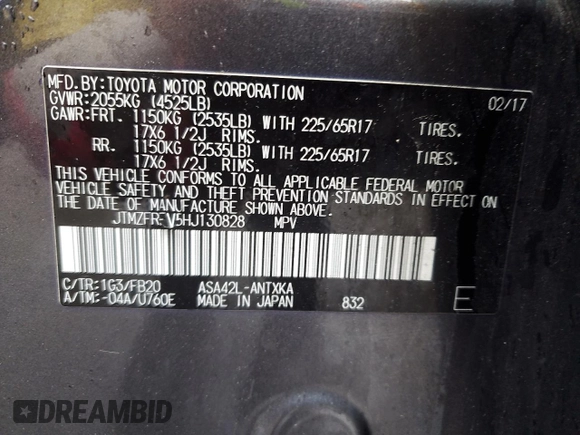 MFD.BY:TOYOTA MOTOR CORPORATION 02/17
GVWR:2055KG (4525LB)
GAWR:FRT. 1150KG (2535LB) WITH 225/65R17 TIRES.
17X6 1/2J RIMS.
RR. 1150KG (2535LB) WITH 225/65R17 TIRES.
17X6 1/2J RIMS.
THIS VEHICLE CONFORMS TO ALL APPLICABLE FEDERAL MOTOR
VEHICLE SAFETY AND THEFT PREVENTION STANDARDS IN EFFECT ON
THE DATE OF MANUFACTURE SHOWN ABOVE.
JTMZFREV5HJ130828 MPV
C/TR:1G3/FB20 ASA42L-ANTXKA
A/TM:-04A/U760E MADE IN JAPAN 832 E
DREAMBID